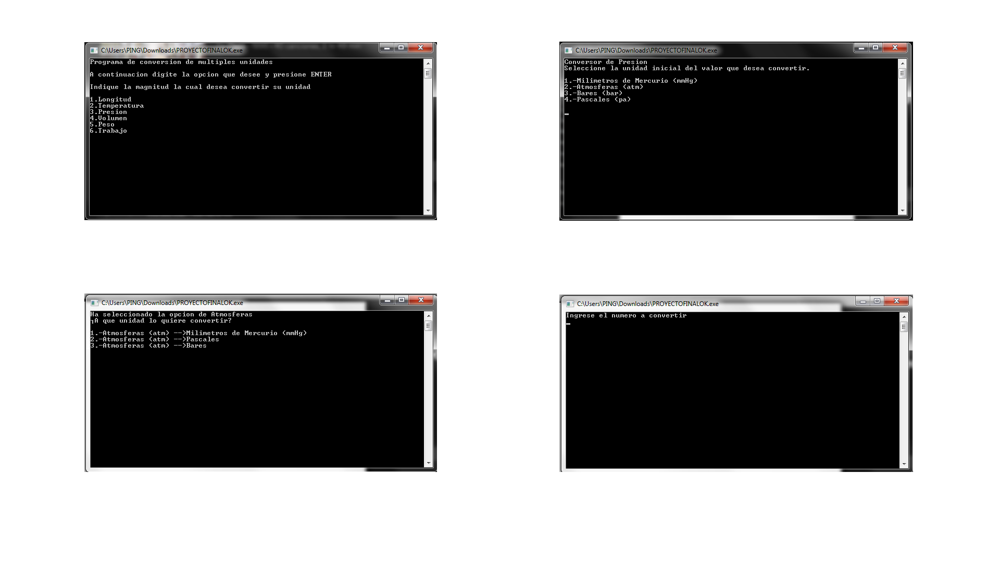 C:\Users\PING\Downloads\PROYECTOFINALOK.exe
Programa de conversion de multiples unidades
A continuacion digite la opcion que desee y presione ENTER
Indique la magnitud la cual desea convertir su unidad
1.Longitud
2.Temperatura
3.Presion
4.Volumen
5.Peso
6.Trabajo
C:\Users\PING\Downloads\PROYECTOFINALOK.exe
Conversor de Presion
Seleccione la unidad inicial del valor que desea convertir.
1.-Milimetros de Mercurio (mmHg)
2.-Atmosferas (atm)
3.-Bares (bar)
4.-Pascales (pa)
C:\Users\PING\Downloads\PROYECTOFINALOK.exe
Ha seleccionado la opcion de Atmosferas
┐A que unidad lo quiere convertir?
1.-Atmosferas (atm) -->Milimetros de Mercurio (mmHg)
2.-Atmosferas (atm) -->Pascales
3.-Atmosferas (atm) -->Bares
C:\Users\PING\Downloads\PROYECTOFINALOK.exe
Ingrese el numero a convertir